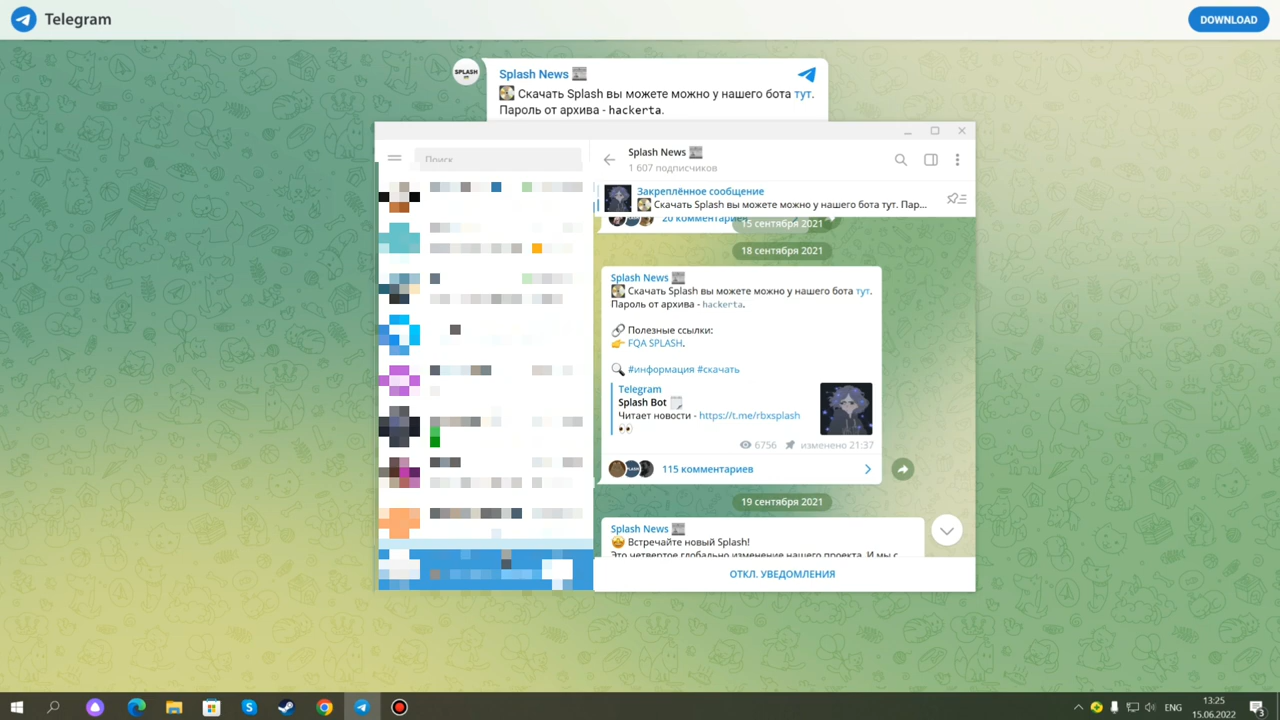 Telegram
DOWNLOAD
SPLASH
Splash News
Скачать Splash вы можете можно у нашего бота тут.
Пароль от архива - hackerta.
Поиск
Splash News
1 607 подписчиков
Закреплённое сообщение
Скачать Splash вы можете можно у нашего бота тут. Пар...
20 комментариев
15 сентября 2021
18 сентября 2021
Splash News
Скачать Splash вы можете можно у нашего бота тут.
Пароль от архива - hackerta.
Полезные ссылки:
FQA SPLASH.
#информация #скачать
Telegram
Splash Bot
Читает новости - https://t.me/rbxsplash
6756 изменено 21:37
115 комментариев
19 сентября 2021
Splash News
Встречайте новый Splash!
Это четвертое глобально изменение нашего проекта. И мы с
ОТКЛ. УВЕДОМЛЕНИЯ
ENG
13:25
15.06.2022
3